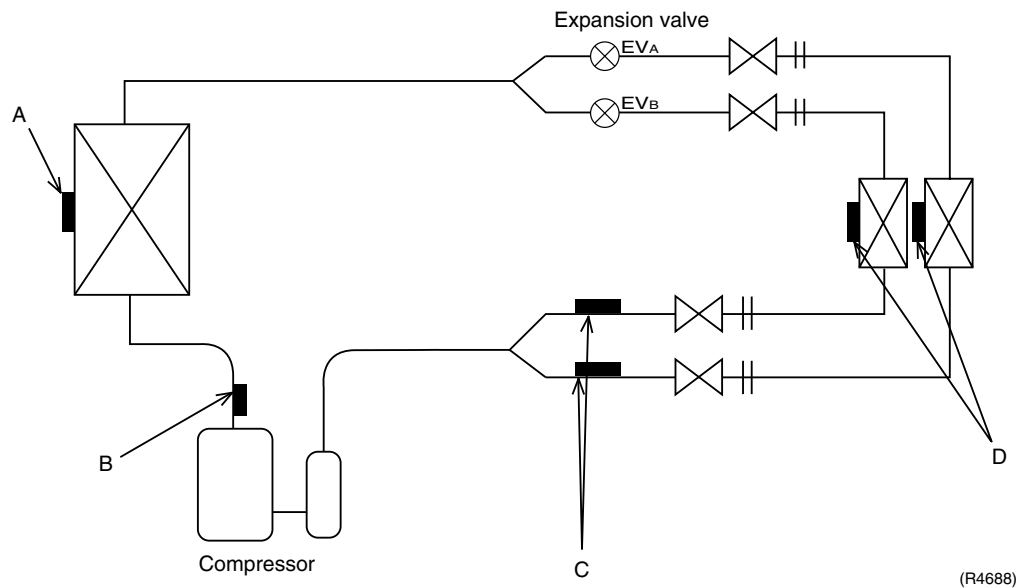 Expansion valve
EVA
A
EVB
B
D
Compressor
C
(R4688)